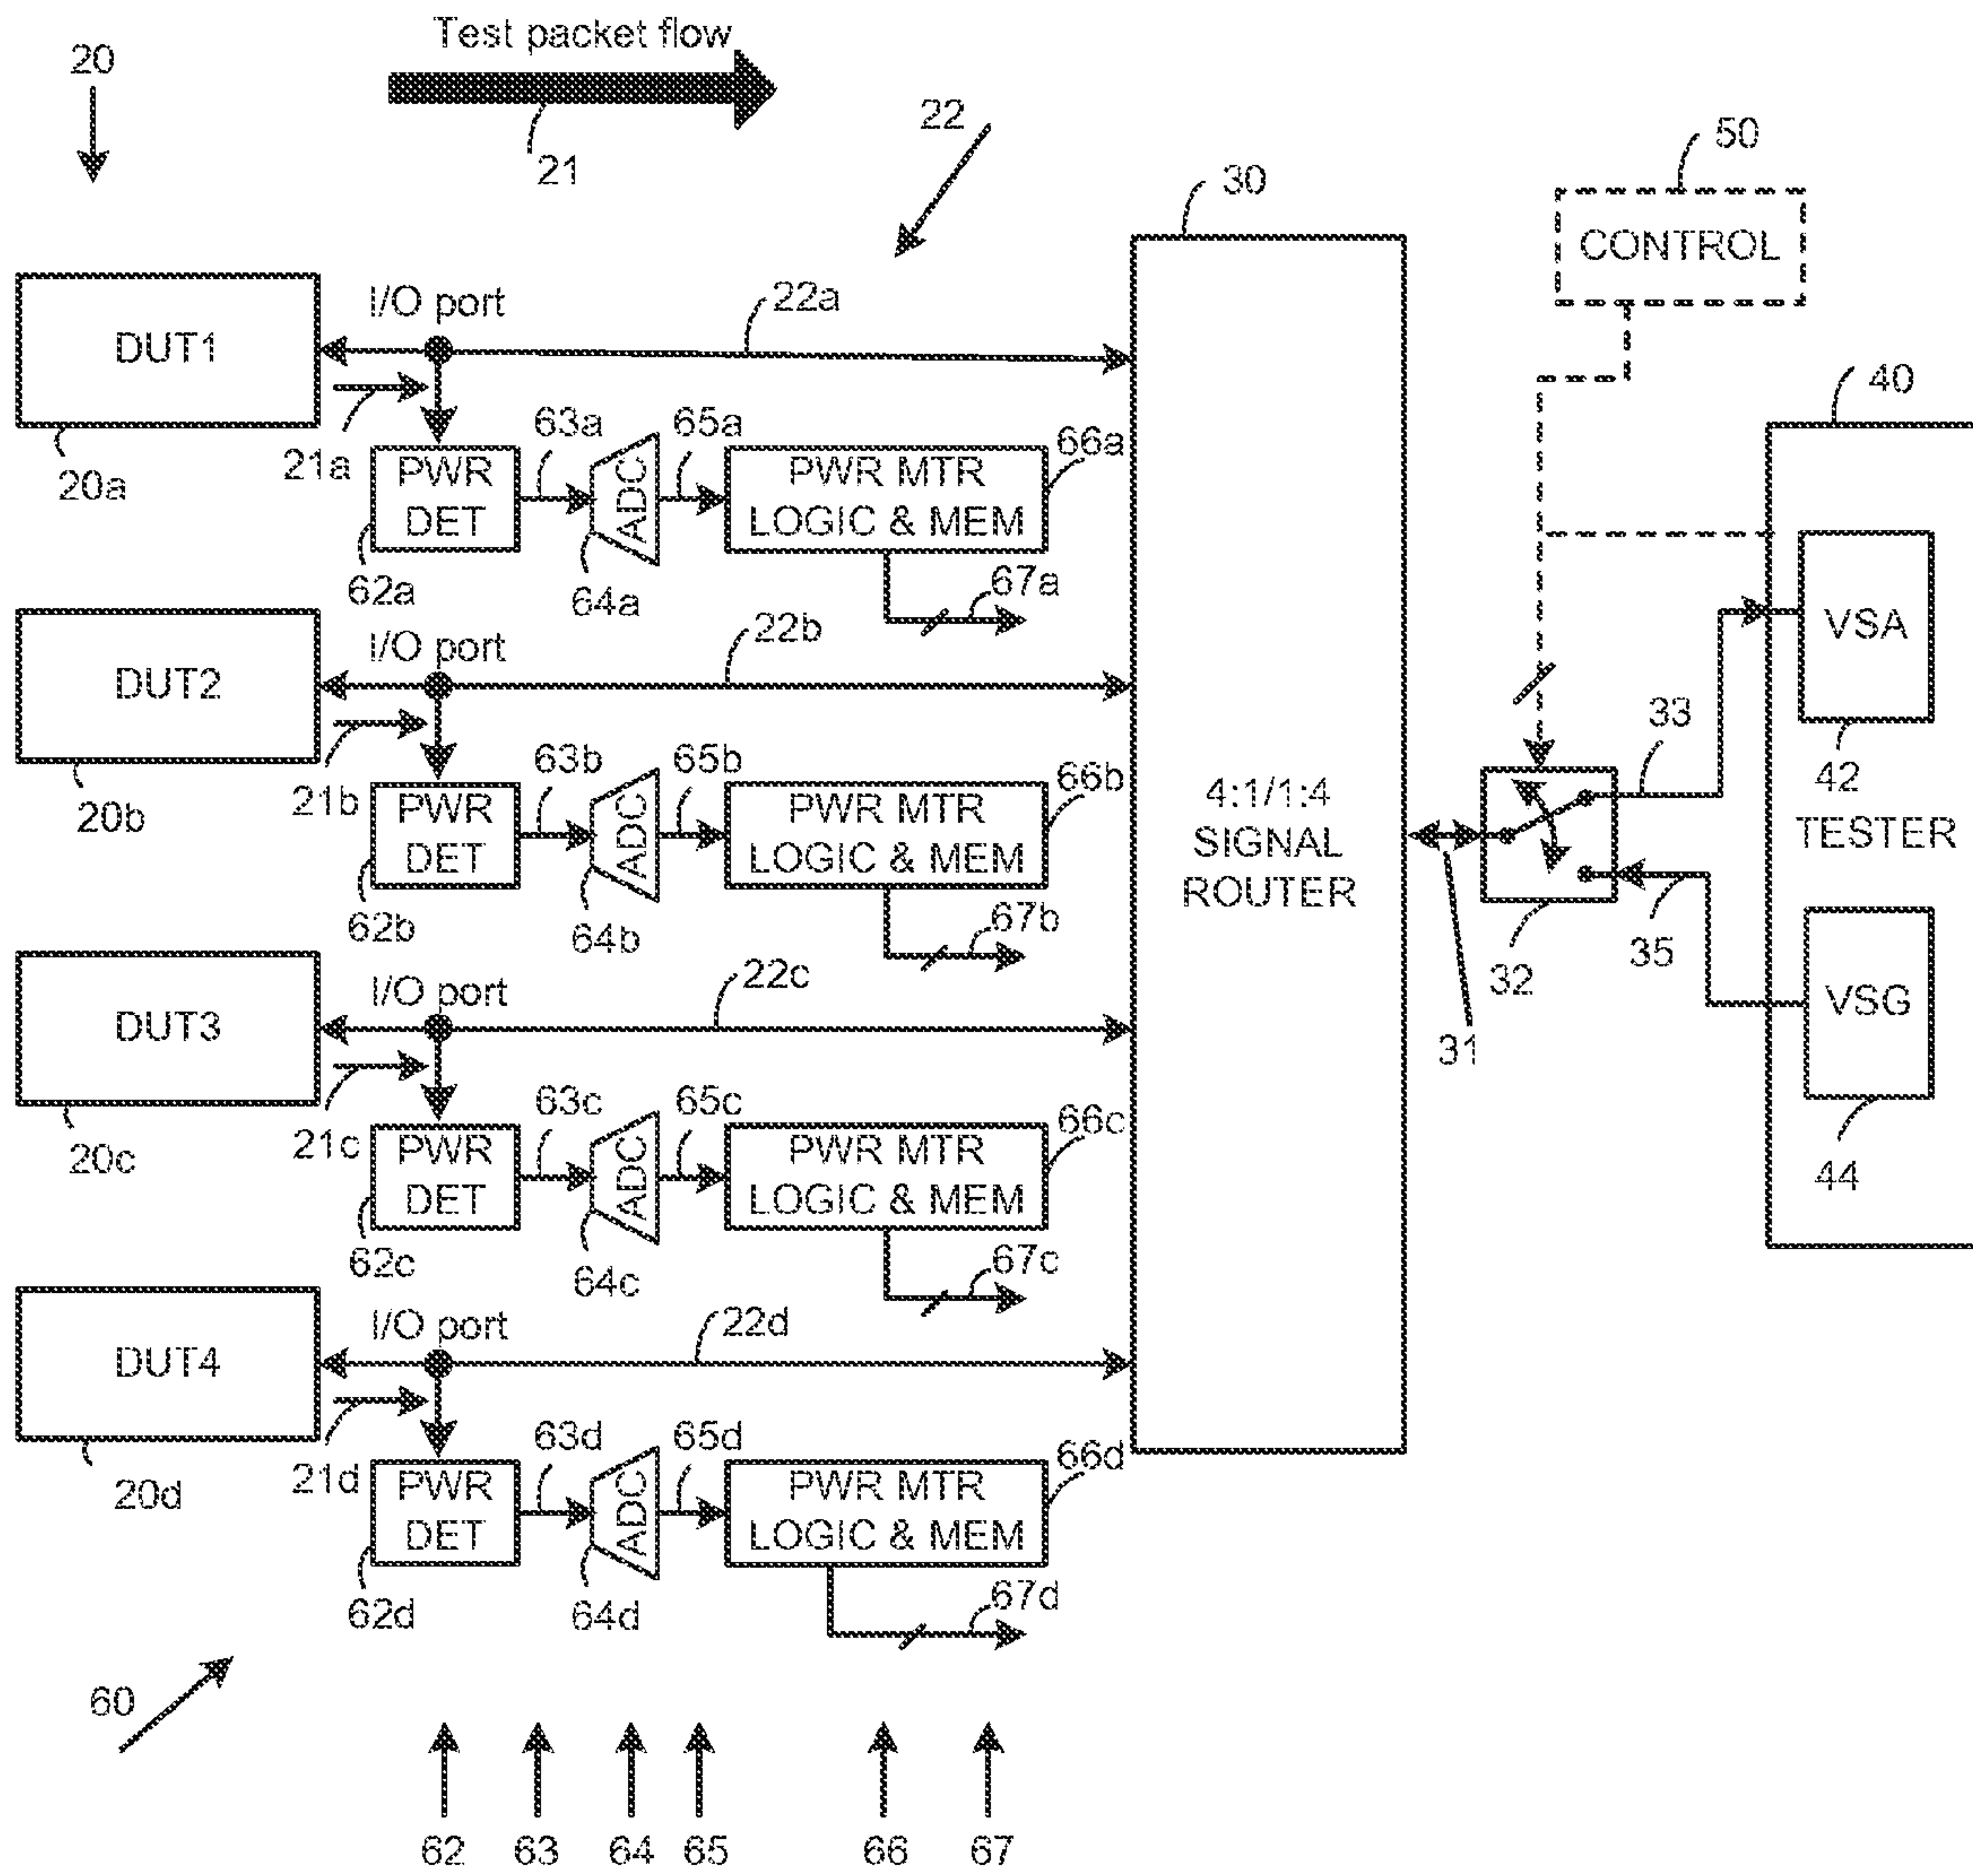 Test packet flow
20
21
22
30
50
CONTROL
DUT1
I/O port
22a
40
20a
21a
PWR
DET
63a
ADC
65a
PWR MTR
LOGIC & MEM
66a
62a
64a
67a
VSA
42
DUT2
I/O port
22b
20b
21b
PWR
DET
63b
ADC
65b
PWR MTR
LOGIC & MEM
66b
62b
64b
67b
4:1/1:4
SIGNAL
ROUTER
33
TESTER
31
32
35
VSG
44
DUT3
I/O port
22c
20c
21c
PWR
DET
63c
ADC
65c
PWR MTR
LOGIC & MEM
66c
62c
64c
67c
DUT4
I/O port
22d
20d
21d
PWR
DET
63d
ADC
65d
PWR MTR
LOGIC & MEM
66d
62d
64d
67d
60
62
63
64
65
66
67